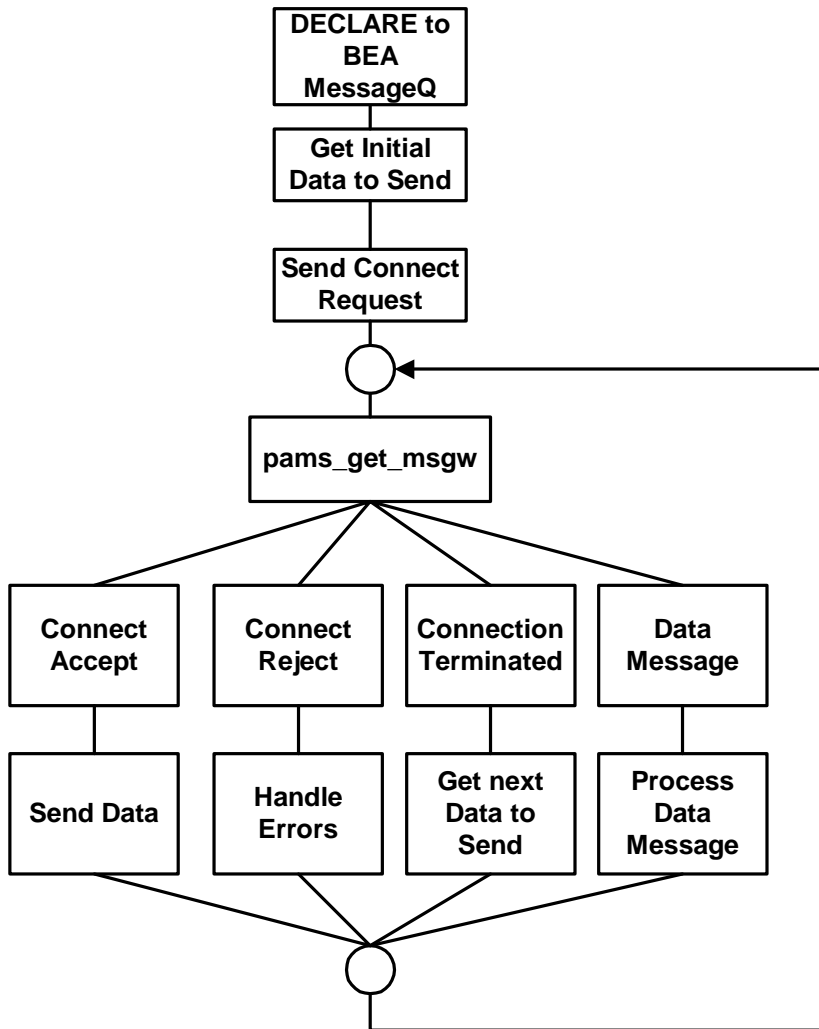 DECLARE to
BEA
MessageQ
Get Initial
Data to Send
Send Connect
Request
pams_get_msgw
Connect
Accept
Connect
Reject
Connection
Terminated
Data
Message
Send Data
Handle
Errors
Get next
Data to
Send
Process
Data
Message